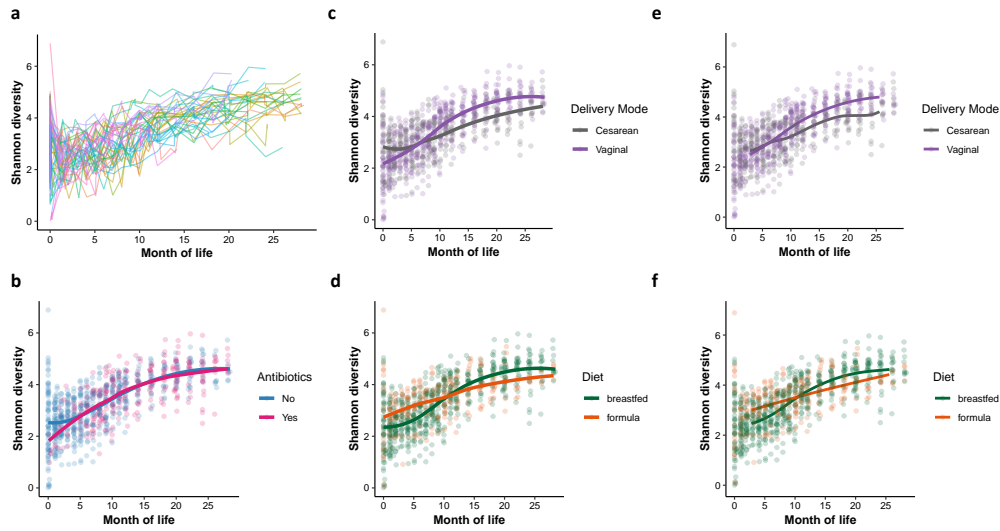 a
Shannon diversity
6
4
2
0
0 5 10 15 20 25
Month of life
c
Shannon diversity
6
4
2
0
0 5 10 15 20 25
Month of life
Delivery Mode
Cesarean
Vaginal
e
Shannon diversity
6
4
2
0
0 5 10 15 20 25
Month of life
Delivery Mode
Cesarean
Vaginal
b
Shannon diversity
6
4
2
0
0 5 10 15 20 25
Month of life
Antibiotics
No
Yes
d
Shannon diversity
6
4
2
0
0 5 10 15 20 25
Month of life
Diet
breastfed
formula
f
Shannon diversity
6
4
2
0
0 5 10 15 20 25
Month of life
Diet
breastfed
formula